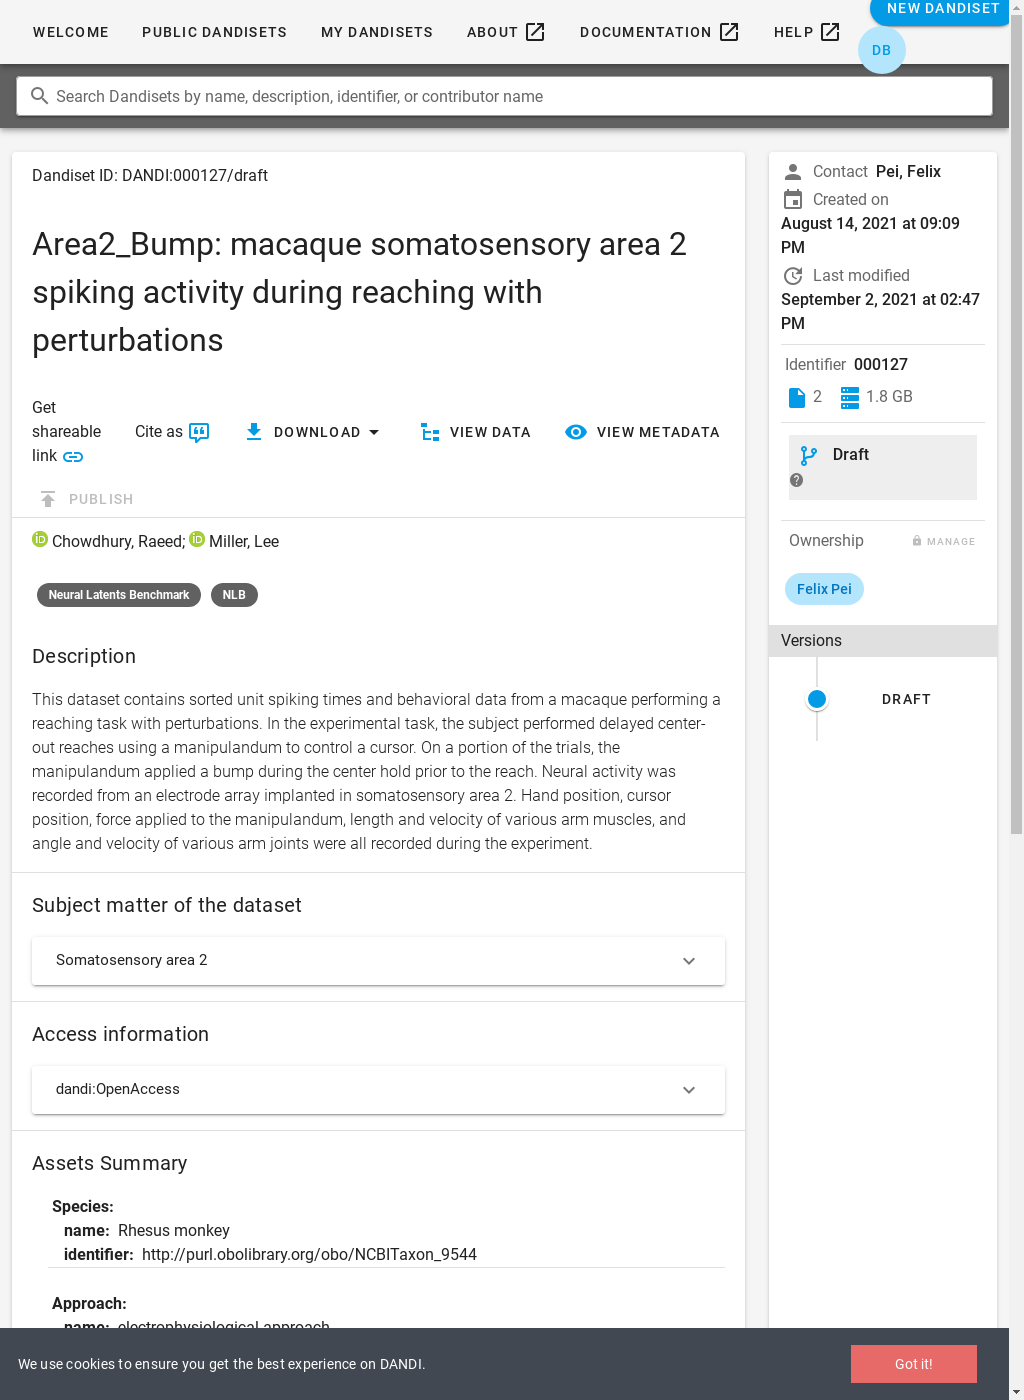 WELCOME PUBLIC DANDISETS MY DANDISETS ABOUT DOCUMENTATION HELP NEW DANDISET
DB
Search Dandisets by name, description, identifier, or contributor name
Dandiset ID: DANDI:000127/draft
Area2_Bump: macaque somatosensory area 2
spiking activity during reaching with
perturbations
Get
shareable
link
Cite as
DOWNLOAD
VIEW DATA
VIEW METADATA
PUBLISH
Chowdhury, Raeed; Miller, Lee
Neural Latents Benchmark NLB
Description
This dataset contains sorted unit spiking times and behavioral data from a macaque performing a
reaching task with perturbations. In the experimental task, the subject performed delayed center-
out reaches using a manipulandum to control a cursor. On a portion of the trials, the
manipulandum applied a bump during the center hold prior to the reach. Neural activity was
recorded from an electrode array implanted in somatosensory area 2. Hand position, cursor
position, force applied to the manipulandum, length and velocity of various arm muscles, and
angle and velocity of various arm joints were all recorded during the experiment.
Subject matter of the dataset
Somatosensory area 2
Access information
dandi:OpenAccess
Assets Summary
Species:
name: Rhesus monkey
identifier: http://purl.obolibrary.org/obo/NCBITaxon_9544
Approach:
name: electrophysiological approach
Contact Pei, Felix
Created on
August 14, 2021 at 09:09
PM
Last modified
September 2, 2021 at 02:47
PM
Identifier 000127
2 1.8 GB
Draft
Ownership MANAGE
Felix Pei
Versions
DRAFT
We use cookies to ensure you get the best experience on DANDI.
Got it!